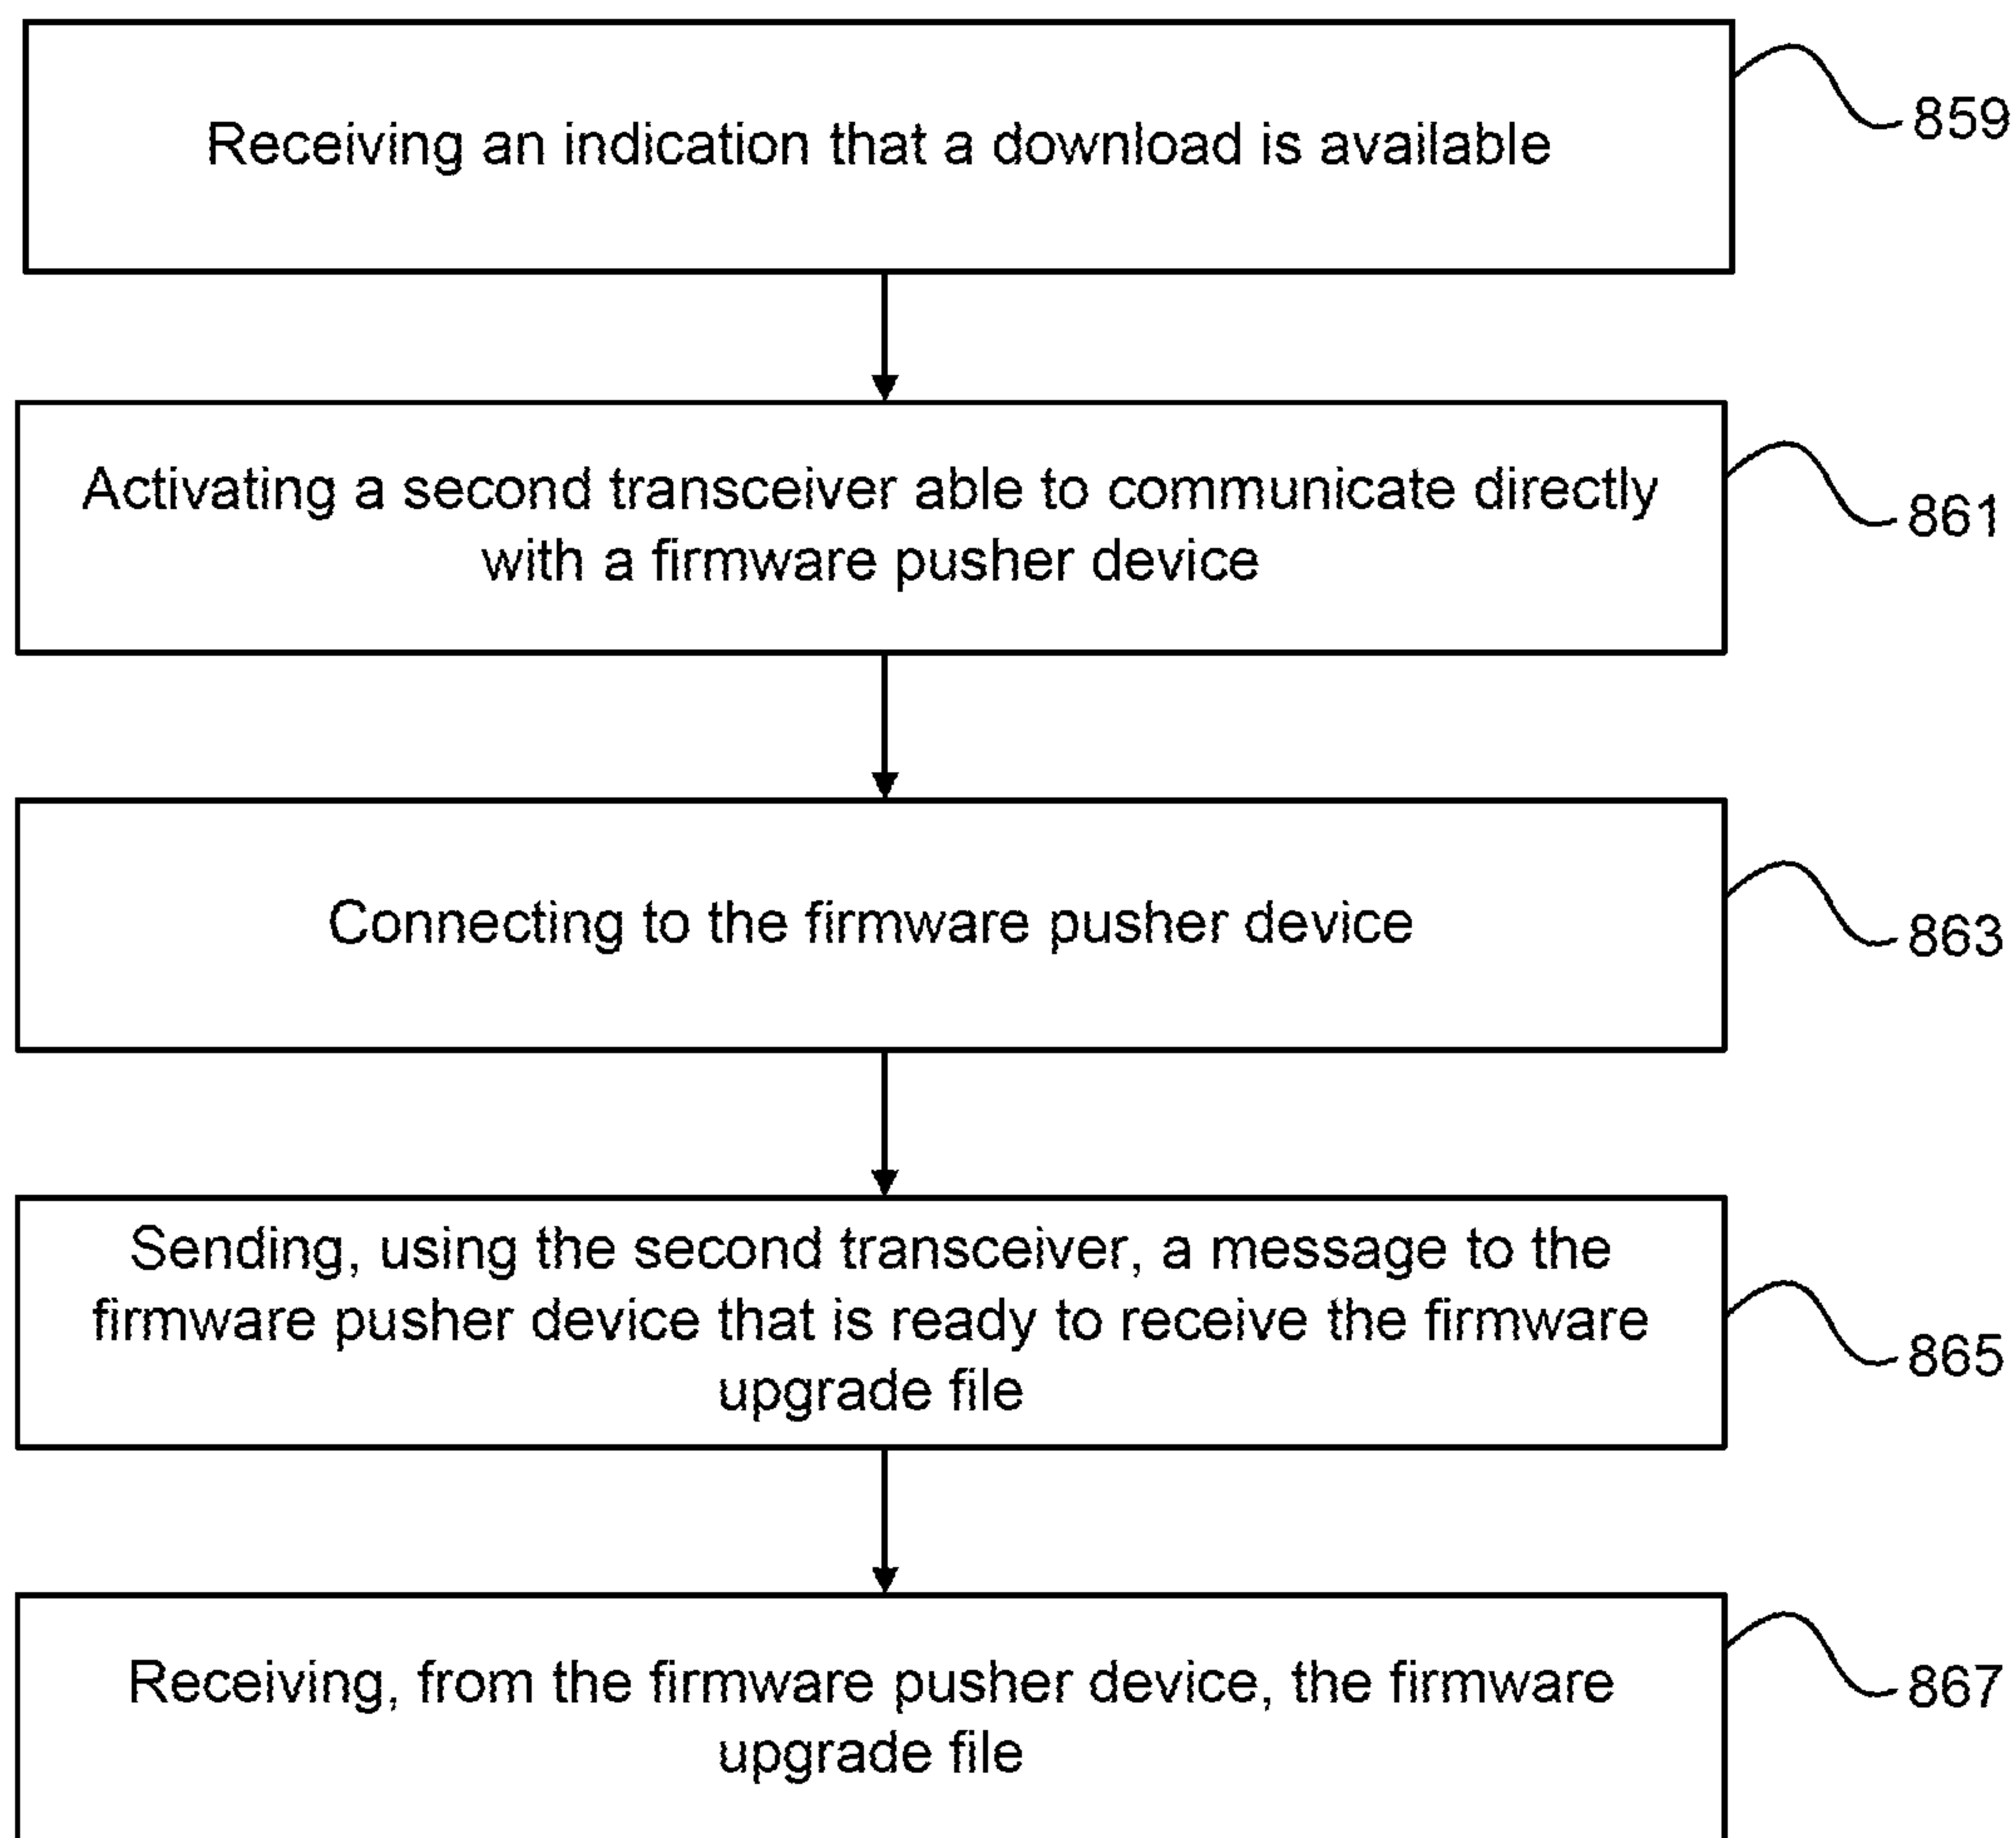 Receiving an indication that a download is available
859
Activating a second transceiver able to communicate directly
with a firmware pusher device
861
Connecting to the firmware pusher device
863
Sending, using the second transceiver, a message to the
firmware pusher device that is ready to receive the firmware
upgrade file
865
Receiving, from the firmware pusher device, the firmware
upgrade file
867